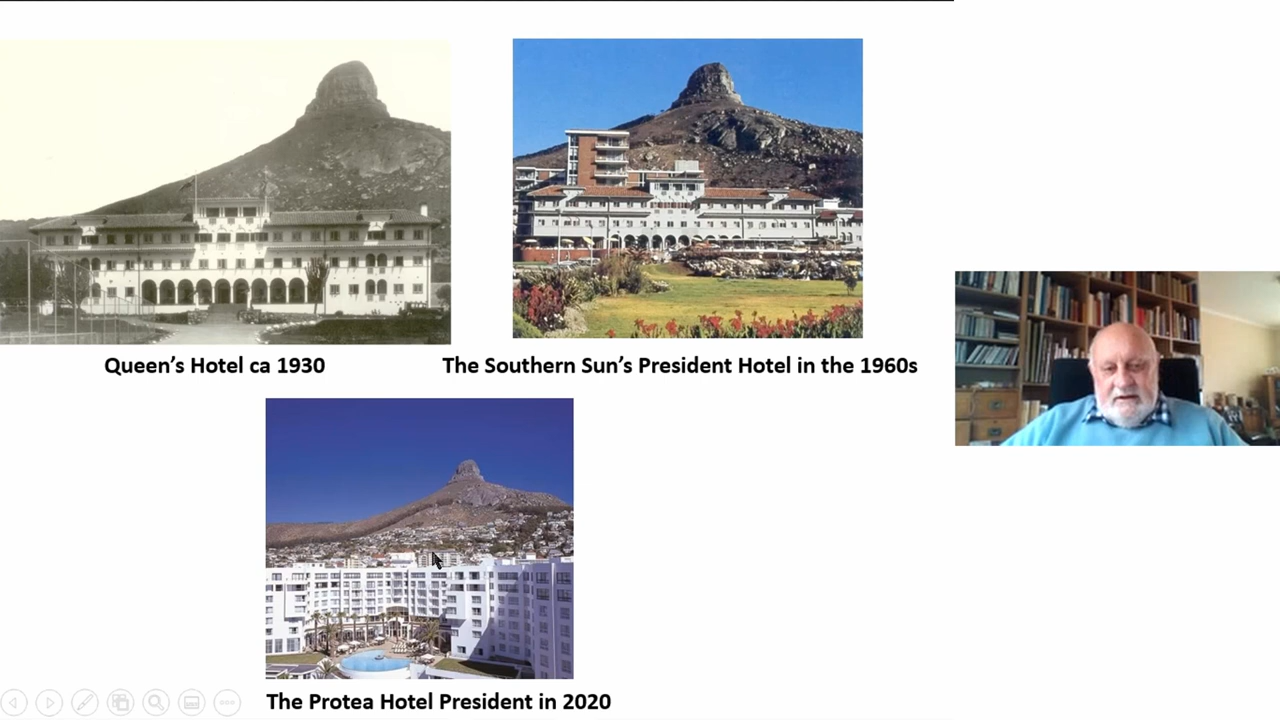 Queen's Hotel ca 1930
The Southern Sun's President Hotel in the 1960s
The Protea Hotel President in 2020